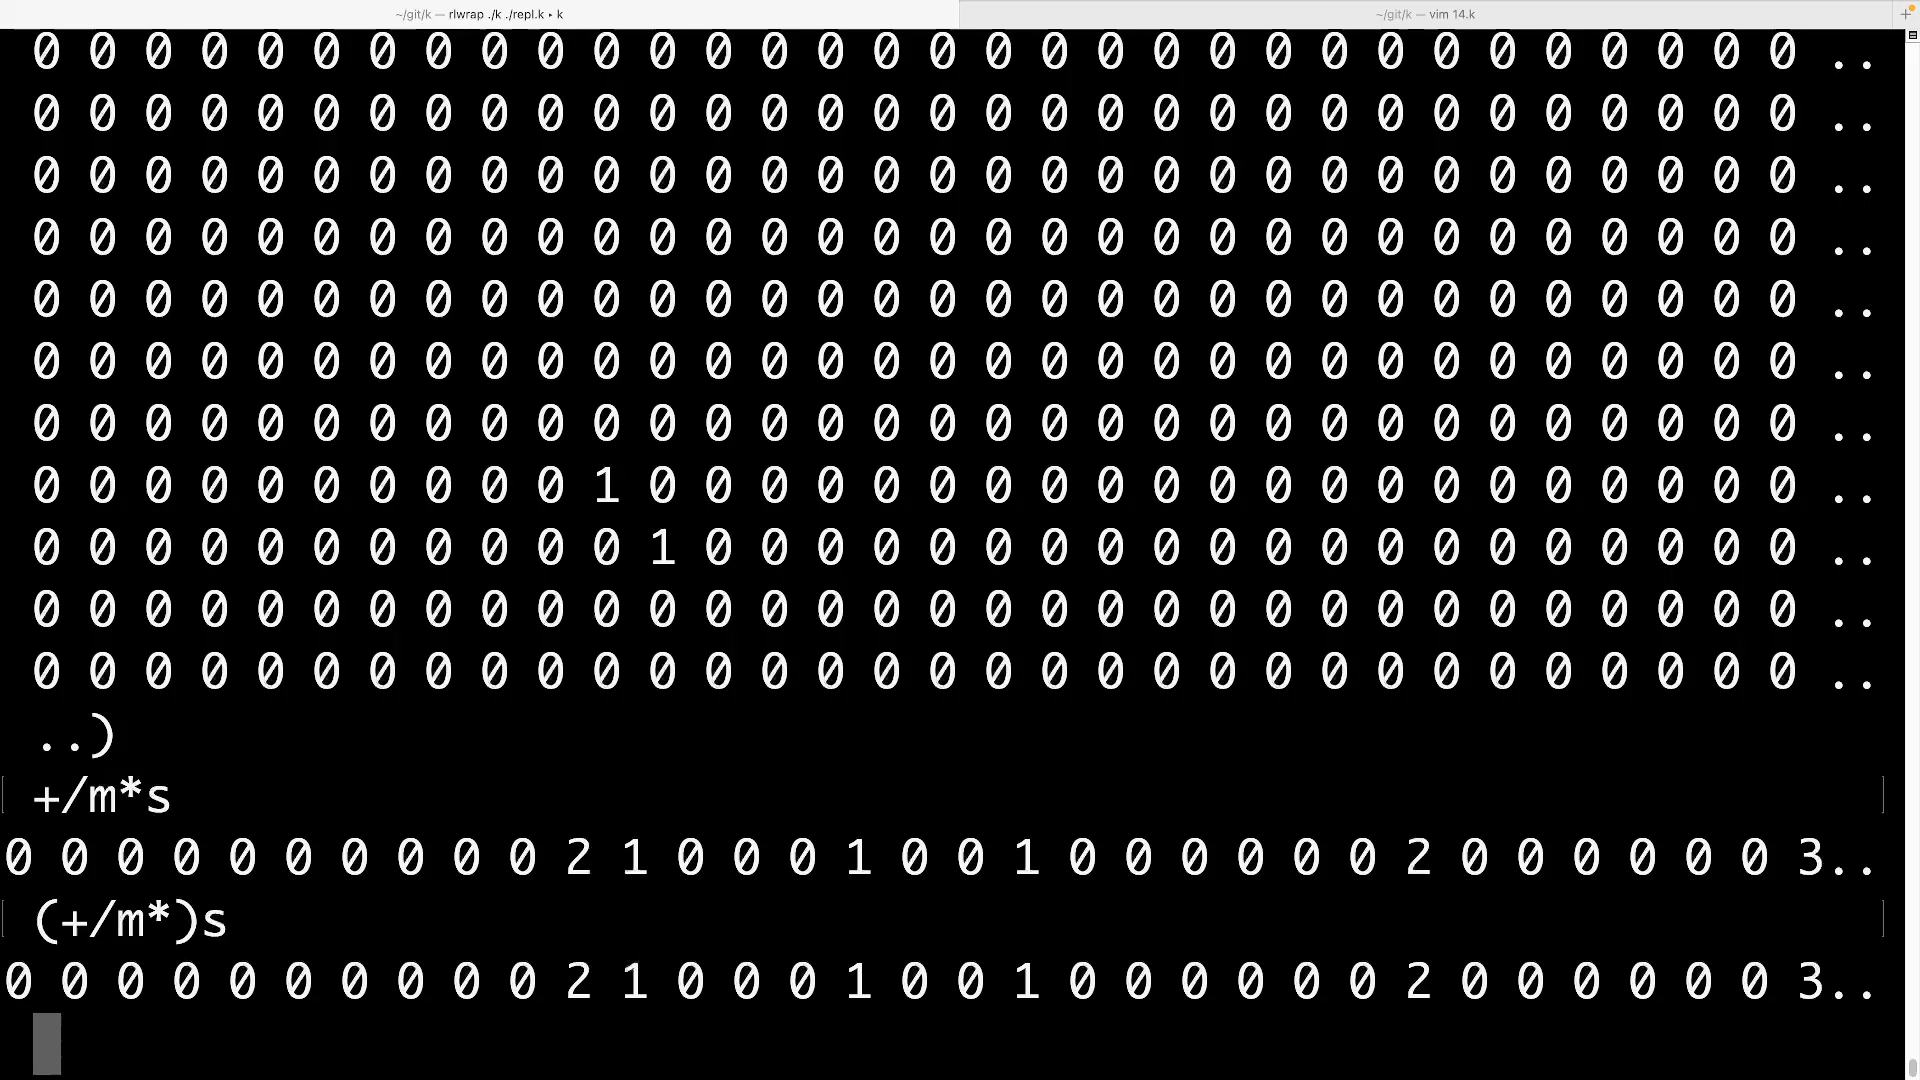 ~/git/k — rlwrap ./k ./repl.k ▸ k
~/git/k — vim 14.k
0 0 0 0 0 0 0 0 0 0 0 0 0 0 0 0 0 0 0 0 0 0 0 0 0 0 0 0 0 0 0 0 ..
0 0 0 0 0 0 0 0 0 0 0 0 0 0 0 0 0 0 0 0 0 0 0 0 0 0 0 0 0 0 0 0 ..
0 0 0 0 0 0 0 0 0 0 0 0 0 0 0 0 0 0 0 0 0 0 0 0 0 0 0 0 0 0 0 0 ..
0 0 0 0 0 0 0 0 0 0 0 0 0 0 0 0 0 0 0 0 0 0 0 0 0 0 0 0 0 0 0 0 ..
0 0 0 0 0 0 0 0 0 0 0 0 0 0 0 0 0 0 0 0 0 0 0 0 0 0 0 0 0 0 0 0 ..
0 0 0 0 0 0 0 0 0 0 0 0 0 0 0 0 0 0 0 0 0 0 0 0 0 0 0 0 0 0 0 0 ..
0 0 0 0 0 0 0 0 0 0 0 0 0 0 0 0 0 0 0 0 0 0 0 0 0 0 0 0 0 0 0 0 ..
0 0 0 0 0 0 0 0 0 0 1 0 0 0 0 0 0 0 0 0 0 0 0 0 0 0 0 0 0 0 0 0 ..
0 0 0 0 0 0 0 0 0 0 0 1 0 0 0 0 0 0 0 0 0 0 0 0 0 0 0 0 0 0 0 0 ..
0 0 0 0 0 0 0 0 0 0 0 0 0 0 0 0 0 0 0 0 0 0 0 0 0 0 0 0 0 0 0 0 ..
0 0 0 0 0 0 0 0 0 0 0 0 0 0 0 0 0 0 0 0 0 0 0 0 0 0 0 0 0 0 0 0 ..
..)
+/m*s
0 0 0 0 0 0 0 0 0 0 2 1 0 0 0 1 0 0 1 0 0 0 0 0 0 2 0 0 0 0 0 0 3..
(+/m*)s
0 0 0 0 0 0 0 0 0 0 2 1 0 0 0 1 0 0 1 0 0 0 0 0 0 2 0 0 0 0 0 0 3..